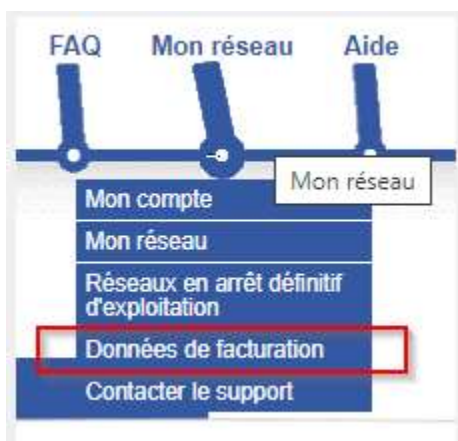 FAQ Mon réseau Aide
Mon réseau
Mon compte
Mon réseau
Réseaux en arrêt définitif
d'exploitation
Données de facturation
Contacter le support